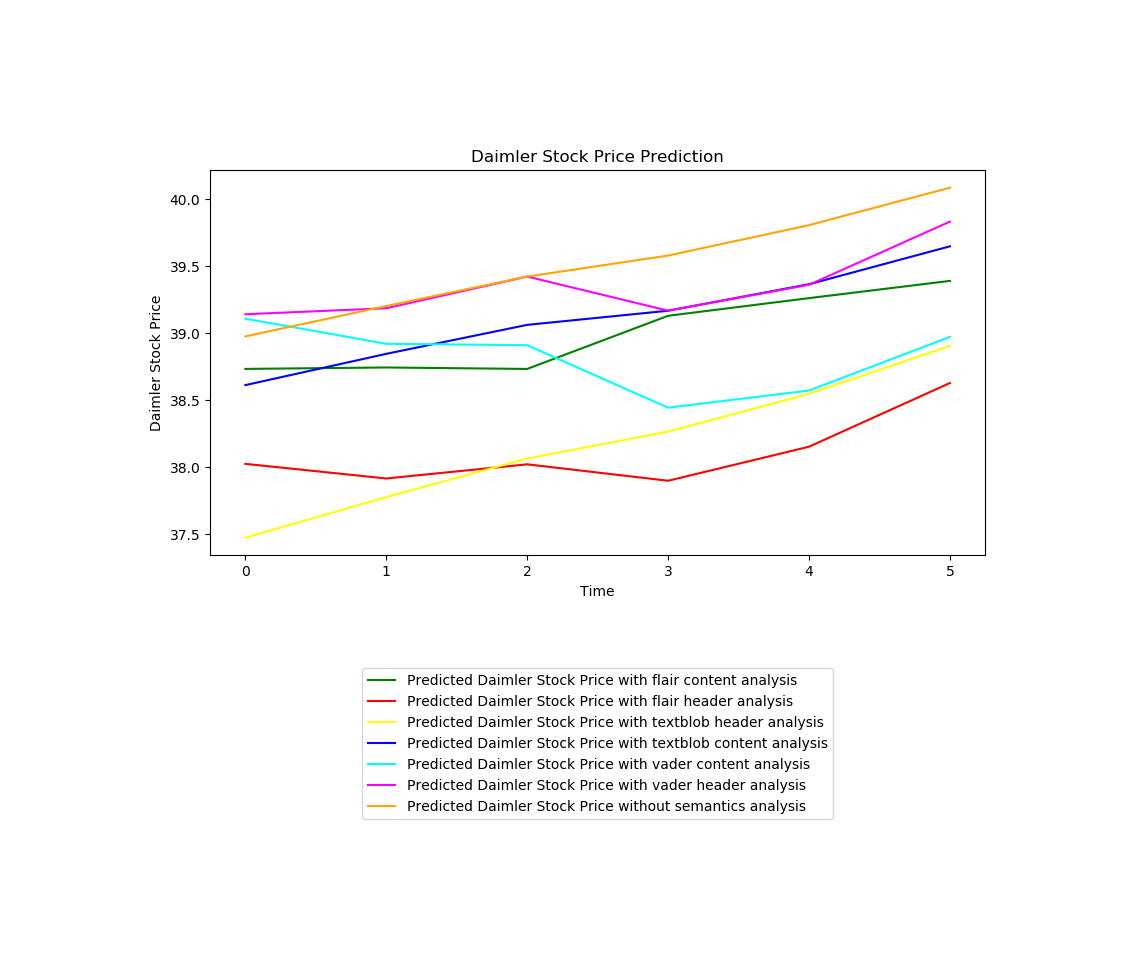 Daimler Stock Price Prediction
40.0
39.5
39.0
38.5
38.0
37.5
Daimler Stock Price
0 1 2 3 4 5
Time
Predicted Daimler Stock Price with flair content analysis
Predicted Daimler Stock Price with flair header analysis
Predicted Daimler Stock Price with textblob header analysis
Predicted Daimler Stock Price with textblob content analysis
Predicted Daimler Stock Price with vader content analysis
Predicted Daimler Stock Price with vader header analysis
Predicted Daimler Stock Price without semantics analysis